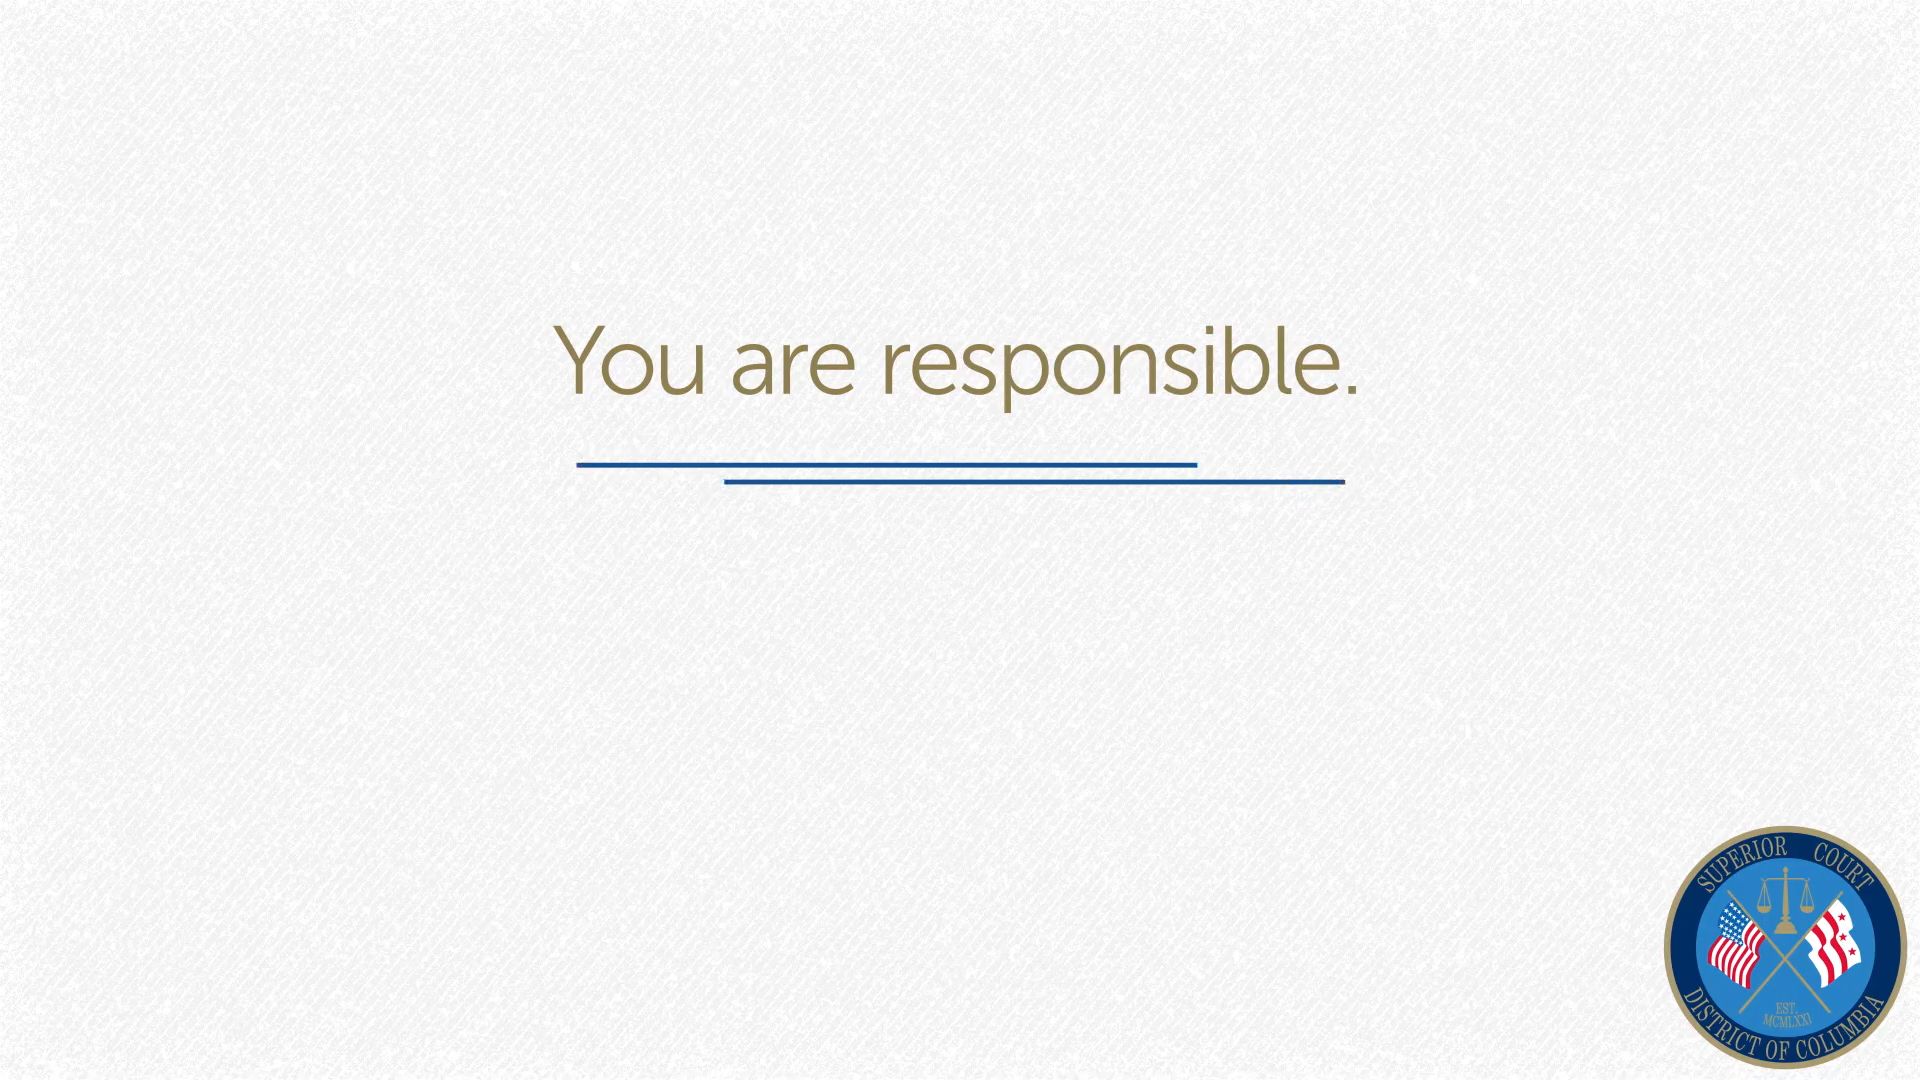 You are responsible.
SUPERIOR COURT
EST.
MCMLXXI
DISTRICT OF COLUMBIA